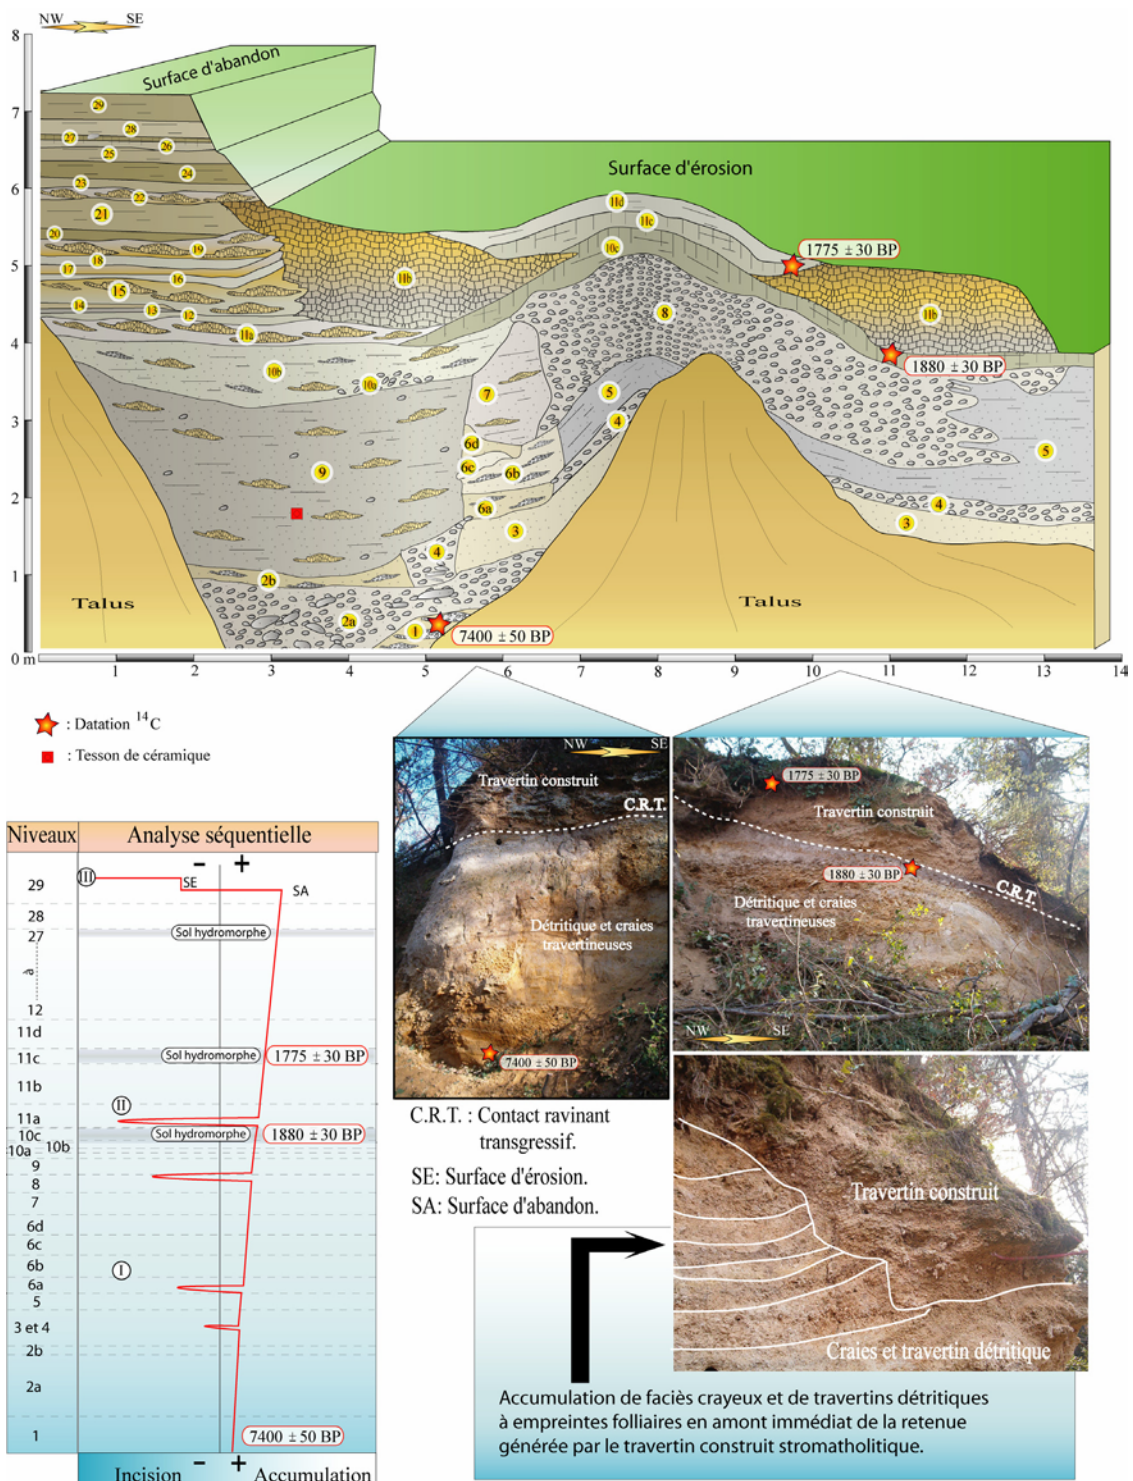 NW SE
8
Surface d'abandon
7
29
28
27
26
25
24
6
23
22
21
20
19
5
18
17
16
15
14
13
12
4
11a
3
2
1
0 m
Surface d'érosion
11d
11c
10c
1775 ± 30 BP
11b
11b
8
1880 ± 30 BP
10b
10a
7
5
4
5
6d
6c
6b
9
6a
3
4
3
4
2b
2a
1
7400 ± 50 BP
Talus
Talus
1 2 3 4 5 6 7 8 9 10 11 12 13 14
: Datation 14C
: Tesson de céramique
Niveaux Analyse séquentielle
- +
III
SE
SA
29
28
27
Sol hydromorphe
à
12
11d
11c
Sol hydromorphe
1775 ± 30 BP
11b
II
11a
10c
Sol hydromorphe
1880 ± 30 BP
10a 10b
9
8
7
6d
6c
6b
I
6a
5
3 et 4
2b
2a
1
7400 ± 50 BP
Incision - + Accumulation
NW SE
Travertin construit
C.R.T.
Détritique et craies
travertineuses
7400 ± 50 BP
1775 ± 30 BP
Travertin construit
1880 ± 30 BP
C.R.T.
Détritique et craies
travertineuses
NW SE
C.R.T. : Contact ravinant
transgressif.
SE: Surface d'érosion.
SA: Surface d'abandon.
Travertin construit
Craies et travertin détritique
Accumulation de faciès crayeux et de travertins détritiques
à empreintes folliaires en amont immédiat de la retenue
générée par le travertin construit stromatholitique.